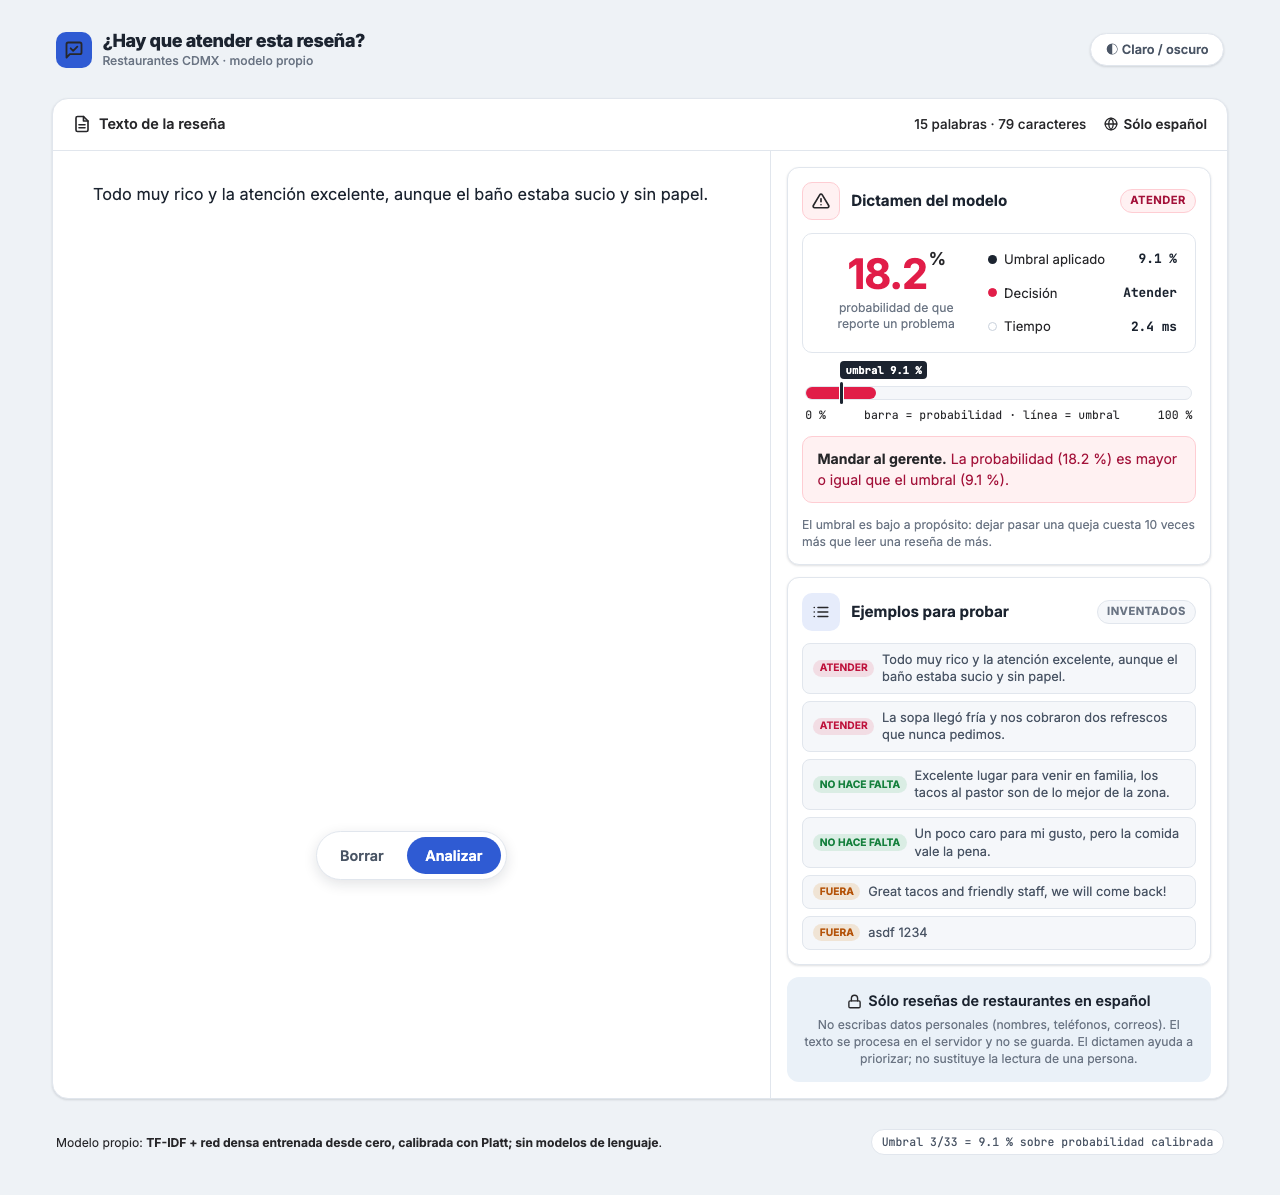 ¿Hay que atender esta reseña?
Restaurantes CDMX · modelo propio
Claro / oscuro
Texto de la reseña
15 palabras · 79 caracteres
Sólo español
Todo muy rico y la atención excelente, aunque el baño estaba sucio y sin papel.
Borrar
Analizar
Dictamen del modelo
ATENDER
18.2%
probabilidad de que
reporte un problema
Umbral aplicado 9.1 %
Decisión Atender
Tiempo 2.4 ms
umbral 9.1 %
0 % barra = probabilidad · línea = umbral 100 %
Mandar al gerente. La probabilidad (18.2 %) es mayor
o igual que el umbral (9.1 %).
El umbral es bajo a propósito: dejar pasar una queja cuesta 10 veces
más que leer una reseña de más.
Ejemplos para probar
INVENTADOS
ATENDER Todo muy rico y la atención excelente, aunque el
baño estaba sucio y sin papel.
ATENDER La sopa llegó fría y nos cobraron dos refrescos
que nunca pedimos.
NO HACE FALTA Excelente lugar para venir en familia, los
tacos al pastor son de lo mejor de la zona.
NO HACE FALTA Un poco caro para mi gusto, pero la comida
vale la pena.
FUERA Great tacos and friendly staff, we will come back!
FUERA asdf 1234
Sólo reseñas de restaurantes en español
No escribas datos personales (nombres, teléfonos, correos). El
texto se procesa en el servidor y no se guarda. El dictamen ayuda a
priorizar; no sustituye la lectura de una persona.
Modelo propio: TF-IDF + red densa entrenada desde cero, calibrada con Platt; sin modelos de lenguaje.
Umbral 3/33 = 9.1 % sobre probabilidad calibrada